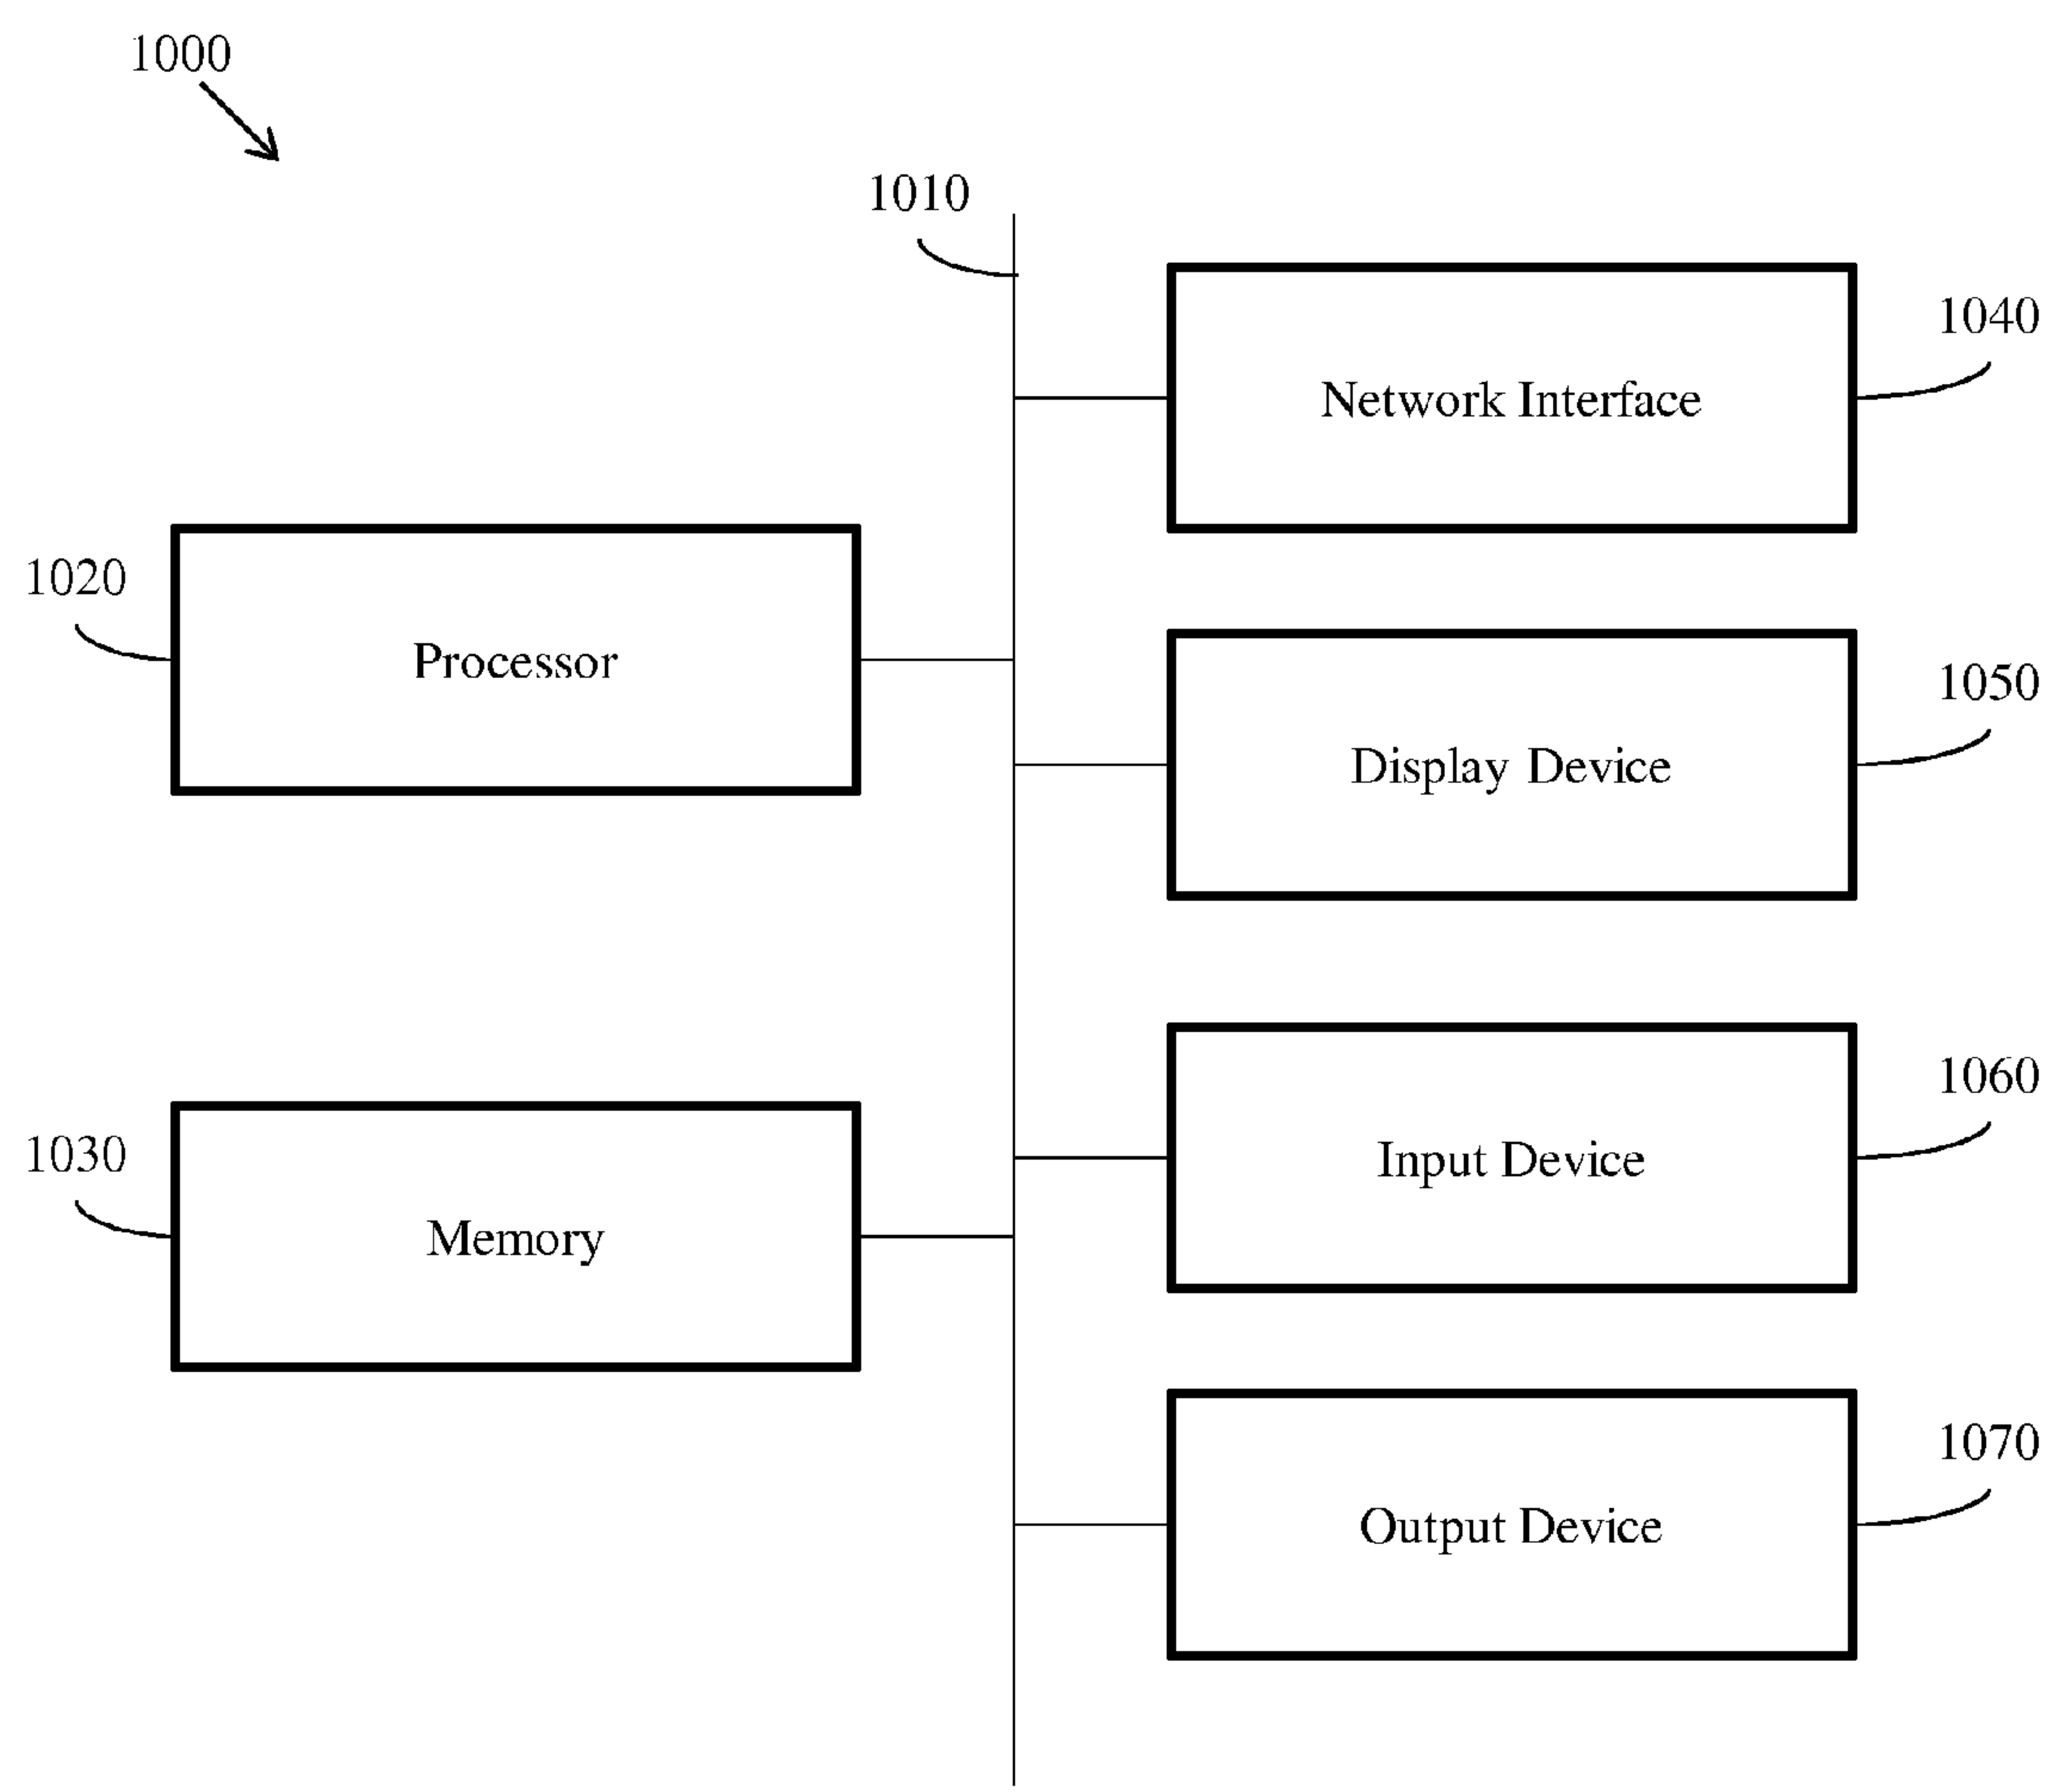 1000
1010
1040
Network Interface
1020
Processor
1050
Display Device
1060
Input Device
1030
Memory
1070
Output Device